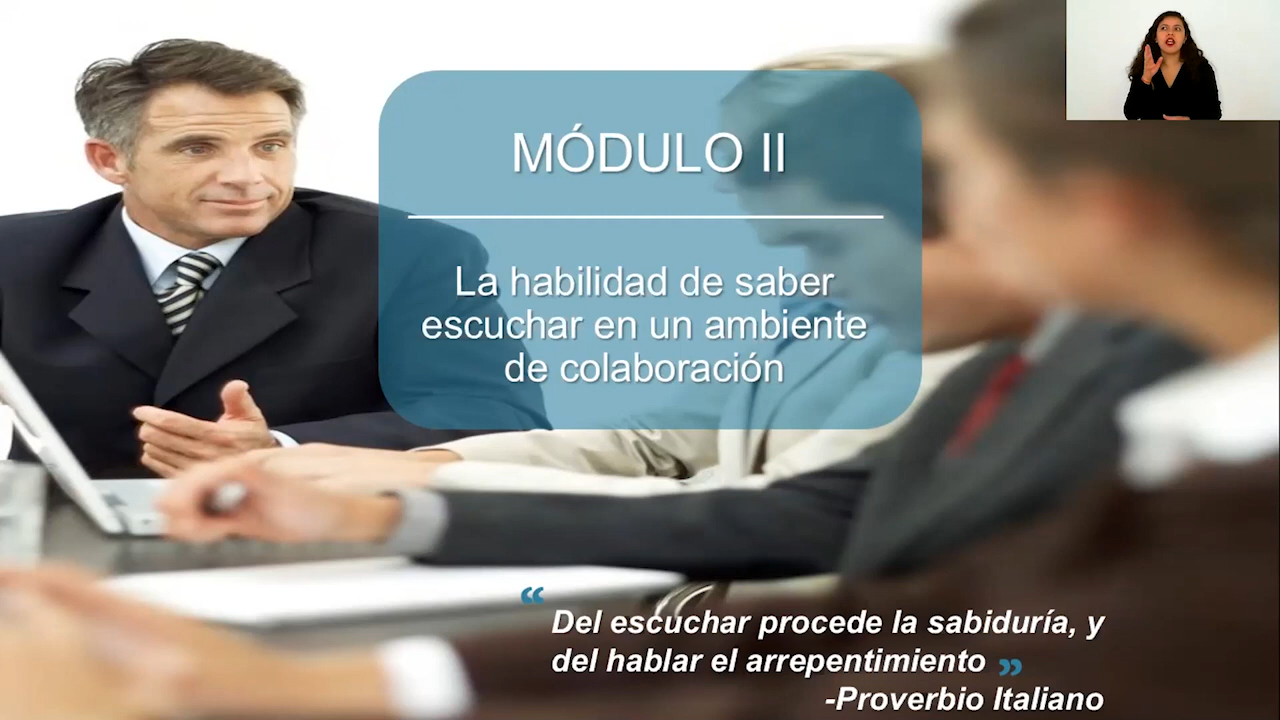 MÓDULO II
La habilidad de saber
escuchar en un ambiente
de colaboración
“Del escuchar procede la sabiduría, y
del hablar el arrepentimiento”
-Proverbio Italiano